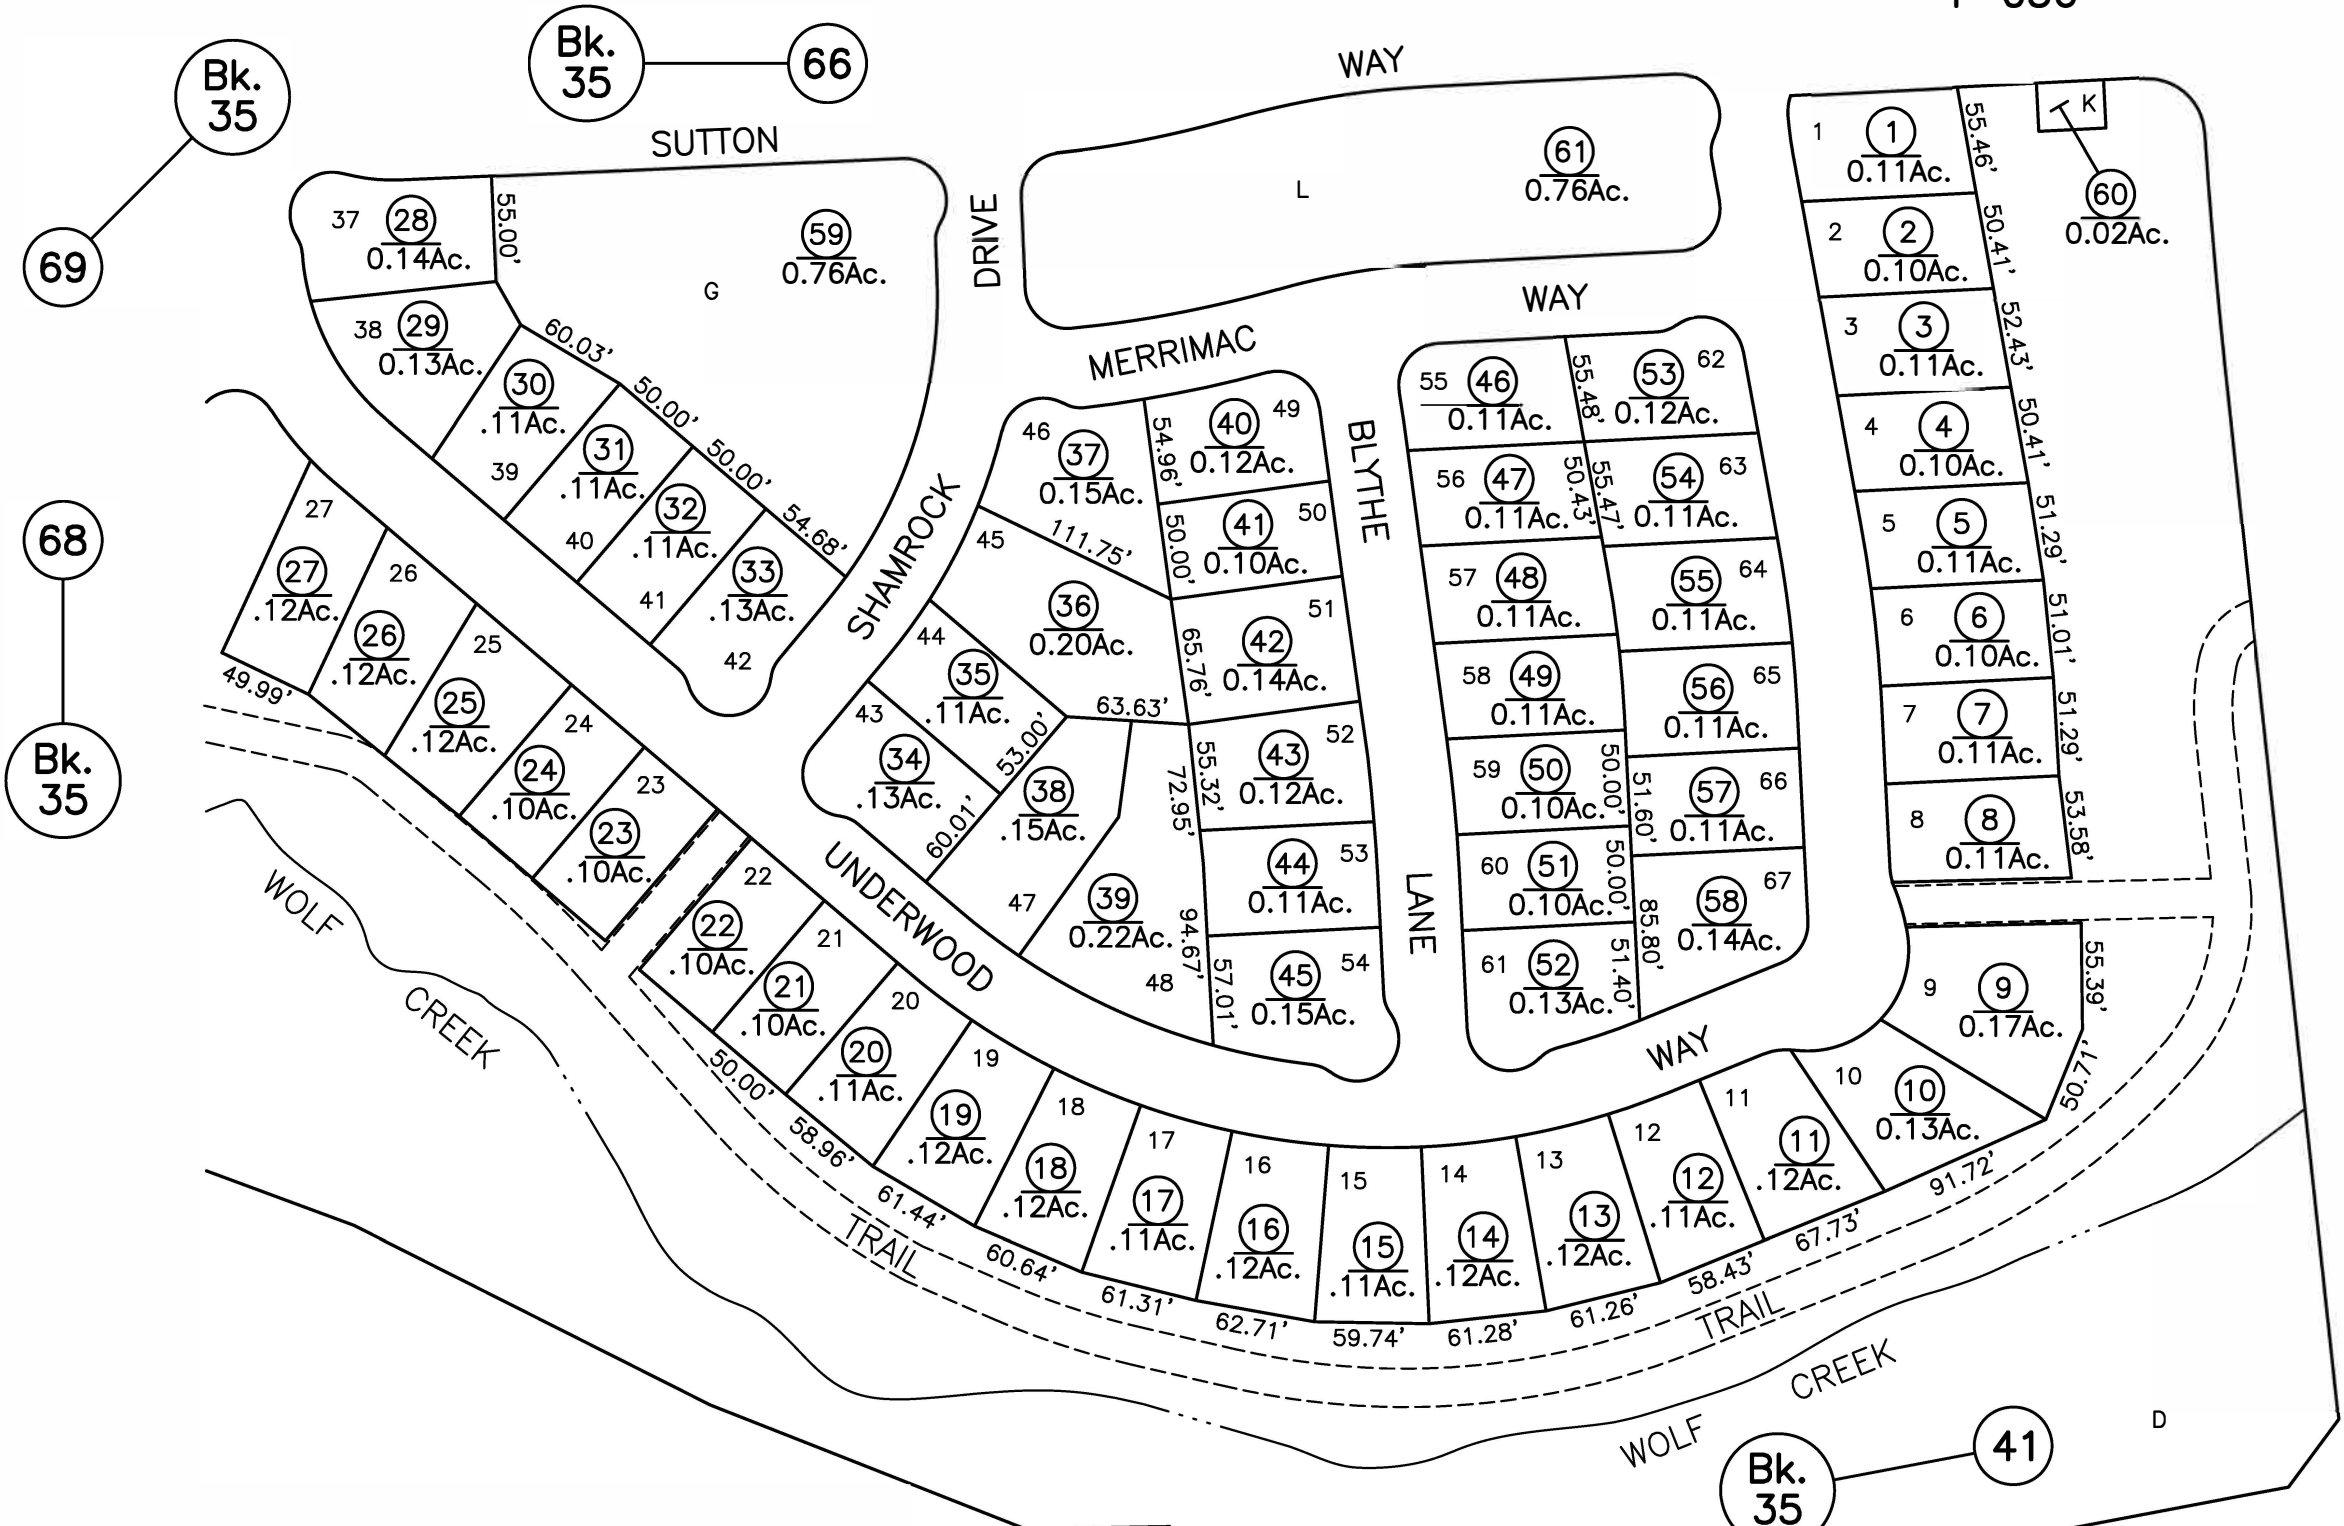 Bk.
35
66
Bk.
35
69
SUTTON
WAY
37
28
0.14Ac.
55.00'
59
0.76Ac.
G
DRIVE
L
61
0.76Ac.
1
1
0.11Ac.
55.46'
K
60
0.02Ac.
2
2
0.10Ac.
50.41'
3
3
0.11Ac.
52.43'
4
4
0.10Ac.
50.41'
5
5
0.11Ac.
51.29'
6
6
0.10Ac.
51.01'
7
7
0.11Ac.
51.29'
8
8
0.11Ac.
53.58'
38
29
0.13Ac.
60.03'
30
.11Ac.
39
50.00'
31
.11Ac.
40
50.00'
32
.11Ac.
41
54.68'
33
.13Ac.
42
MERRIMAC
WAY
SHAMROCK
46
37
0.15Ac.
54.96'
40
49
0.12Ac.
45
111.75'
50.00'
41
50
0.10Ac.
36
0.20Ac.
65.76'
42
51
0.14Ac.
44
35
.11Ac.
63.63'
43
34
.13Ac.
53.00'
60.01'
38
.15Ac.
47
55.32'
72.95'
43
52
0.12Ac.
39
0.22Ac.
48
94.67'
44
53
0.11Ac.
57.01'
45
54
0.15Ac.
BLYTHE
LANE
55
46
0.11Ac.
55.48'
53
62
0.12Ac.
56
47
0.11Ac.
50.43'
55.47'
54
63
0.11Ac.
57
48
0.11Ac.
55
64
0.11Ac.
58
49
0.11Ac.
56
65
0.11Ac.
59
50
0.10Ac.
50.00'
51.60'
57
66
0.11Ac.
60
51
0.10Ac.
50.00'
85.80'
58
67
0.14Ac.
61
52
0.13Ac.
51.40'
68
Bk.
35
27
27
.12Ac.
49.99'
26
26
.12Ac.
25
25
.12Ac.
24
24
.10Ac.
23
23
.10Ac.
UNDERWOOD
WAY
22
22
.10Ac.
21
21
.10Ac.
50.00'
20
20
.11Ac.
58.96'
19
19
.12Ac.
61.44'
18
18
.12Ac.
60.64'
17
17
.11Ac.
61.31'
16
16
.12Ac.
62.71'
15
15
.11Ac.
59.74'
14
14
.12Ac.
61.28'
13
13
.12Ac.
61.26'
12
12
.11Ac.
58.43'
11
11
.12Ac.
67.73'
10
10
0.13Ac.
91.72'
9
9
0.17Ac.
55.39'
50.71'
WOLF
CREEK
TRAIL
TRAIL
WOLF
CREEK
D
41
Bk.
35